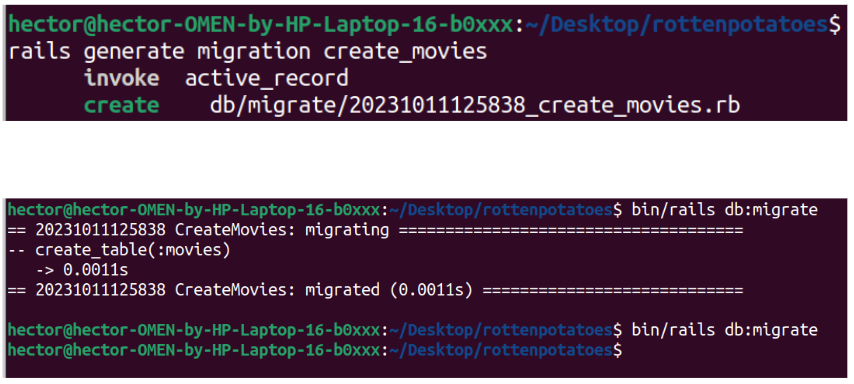 hector@hector-OMEN-by-HP-Laptop-16-b0xxx:~/Desktop/rottenpotatoes$
rails generate migration create_movies
invoke active_record
create db/migrate/20231011125838_create_movies.rb
hector@hector-OMEN-by-HP-Laptop-16-b0xxx:~/Desktop/rottenpotatoes$ bin/rails db:migrate
== 20231011125838 CreateMovies: migrating =====================================
-- create_table(:movies)
-> 0.0011s
== 20231011125838 CreateMovies: migrated (0.0011s) ============================
hector@hector-OMEN-by-HP-Laptop-16-b0xxx:~/Desktop/rottenpotatoes$ bin/rails db:migrate
hector@hector-OMEN-by-HP-Laptop-16-b0xxx:~/Desktop/rottenpotatoes$